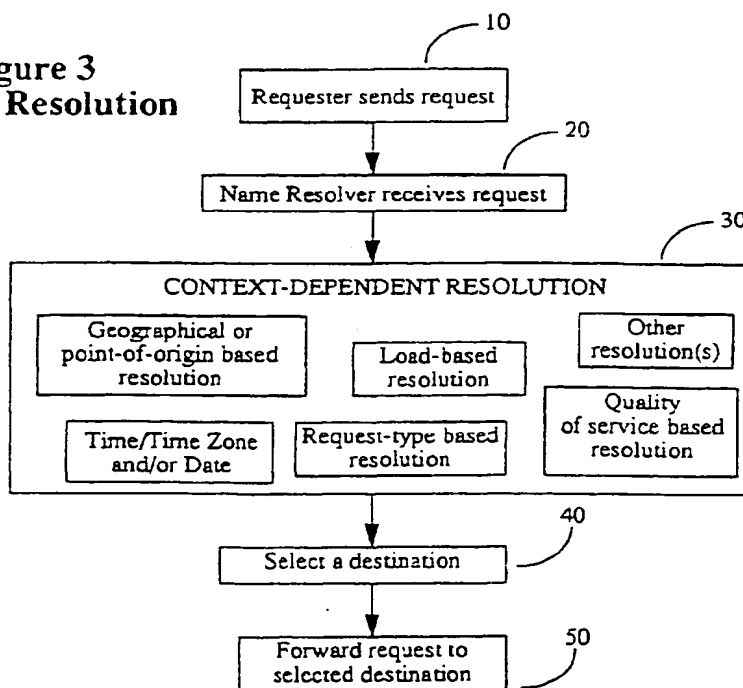 10
gure 3
Resolution
Requester sends request
20
Name Resolver receives request
30
CONTEXT-DEPENDENT RESOLUTION
Geographical or
point-of-origin based
resolution
Load-based
resolution
Other
resolution(s)
Time/Time Zone
and/or Date
Request-type based
resolution
Quality
of service based
resolution
40
Select a destination
50
Forward request to
selected destination